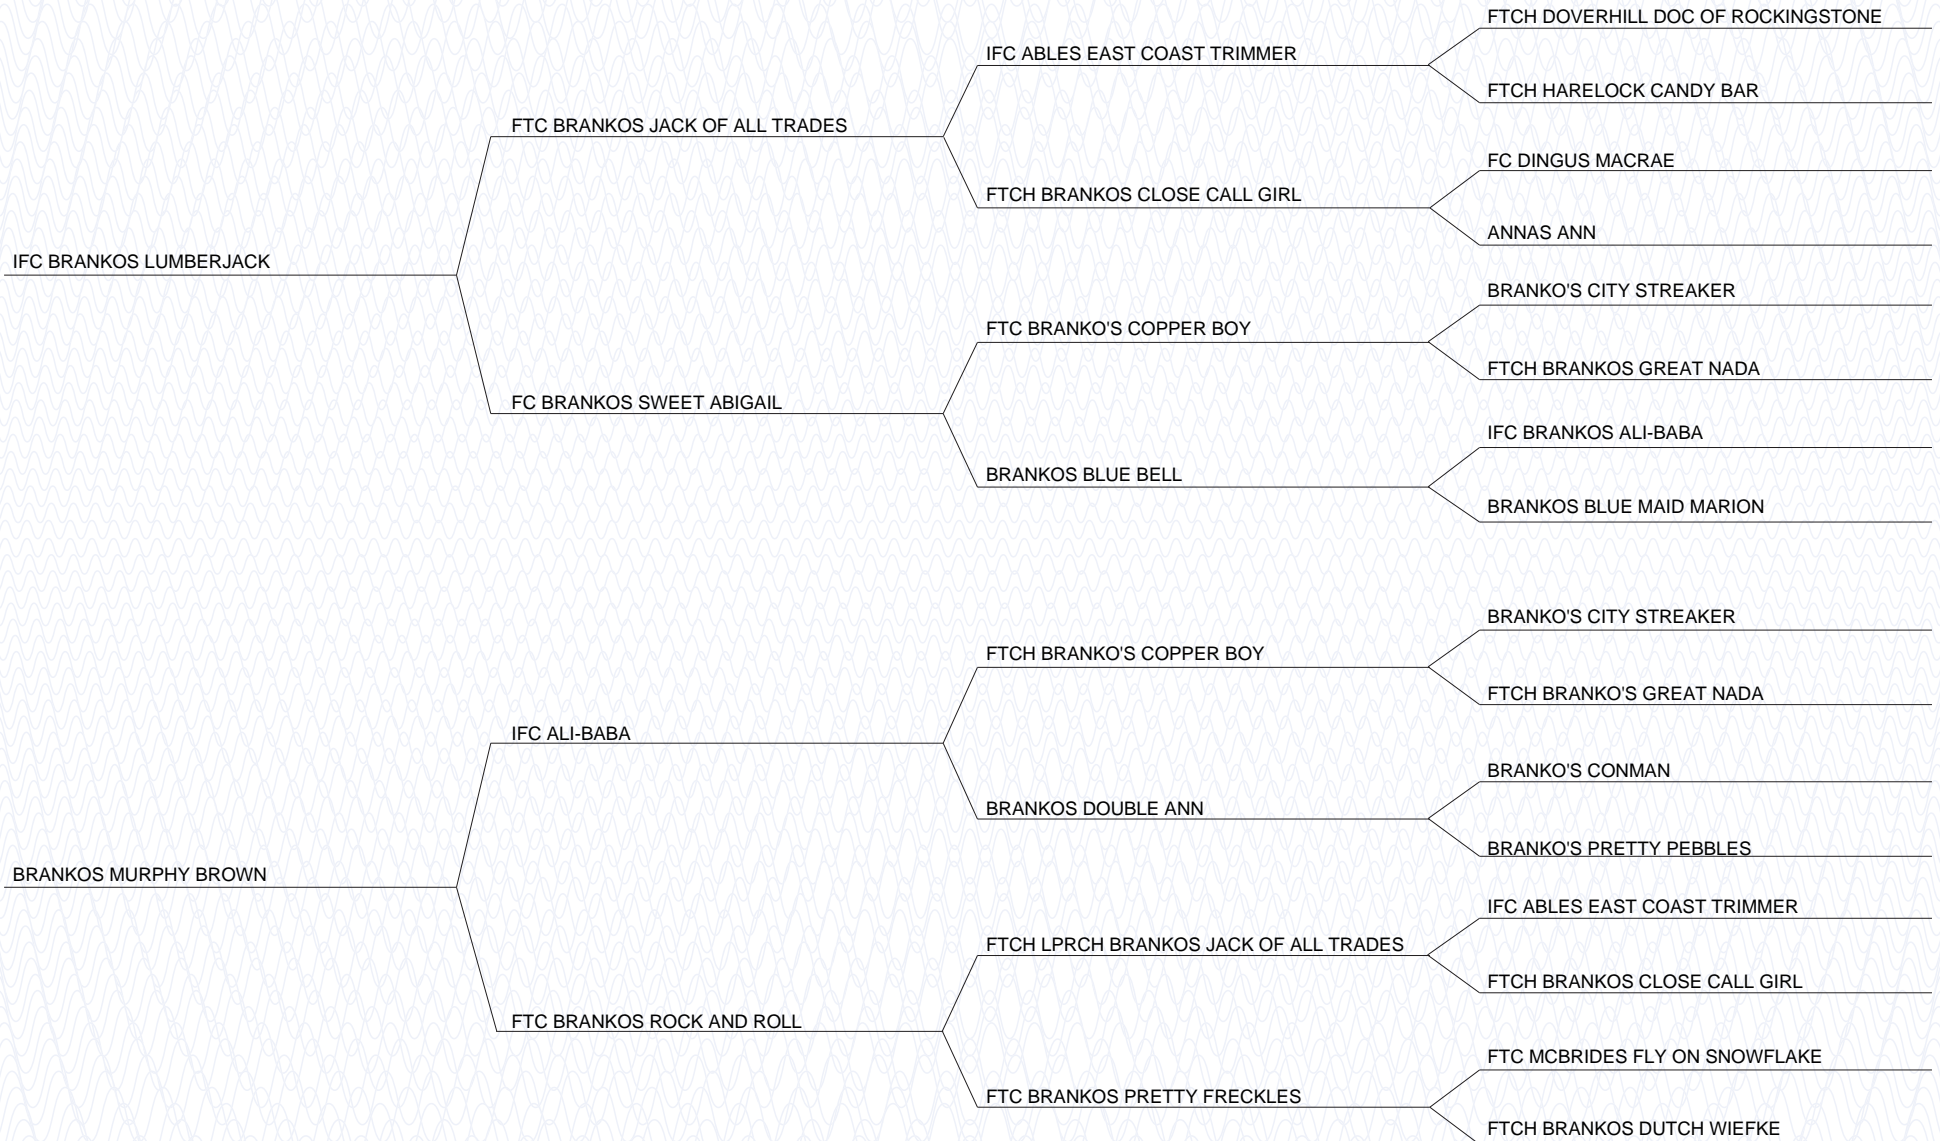 FTCH DOVERHILL DOC OF ROCKINGSTONE
IFC ABLES EAST COAST TRIMMER
FTCH HARELOCK CANDY BAR
FTC BRANKOS JACK OF ALL TRADES
FC DINGUS MACRAE
FTCH BRANKOS CLOSE CALL GIRL
ANNAS ANN
IFC BRANKOS LUMBERJACK
BRANKO'S CITY STREAKER
FTC BRANKO'S COPPER BOY
FTCH BRANKOS GREAT NADA
FC BRANKOS SWEET ABIGAIL
IFC BRANKOS ALI-BABA
BRANKOS BLUE BELL
BRANKOS BLUE MAID MARION
BRANKO'S CITY STREAKER
FTCH BRANKO'S COPPER BOY
FTCH BRANKO'S GREAT NADA
IFC ALI-BABA
BRANKO'S CONMAN
BRANKOS DOUBLE ANN
BRANKO'S PRETTY PEBBLES
BRANKOS MURPHY BROWN
IFC ABLES EAST COAST TRIMMER
FTCH LPRCH BRANKOS JACK OF ALL TRADES
FTCH BRANKOS CLOSE CALL GIRL
FTC BRANKOS ROCK AND ROLL
FTC MCBRIDES FLY ON SNOWFLAKE
FTC BRANKOS PRETTY FRECKLES
FTCH BRANKOS DUTCH WIEFKE